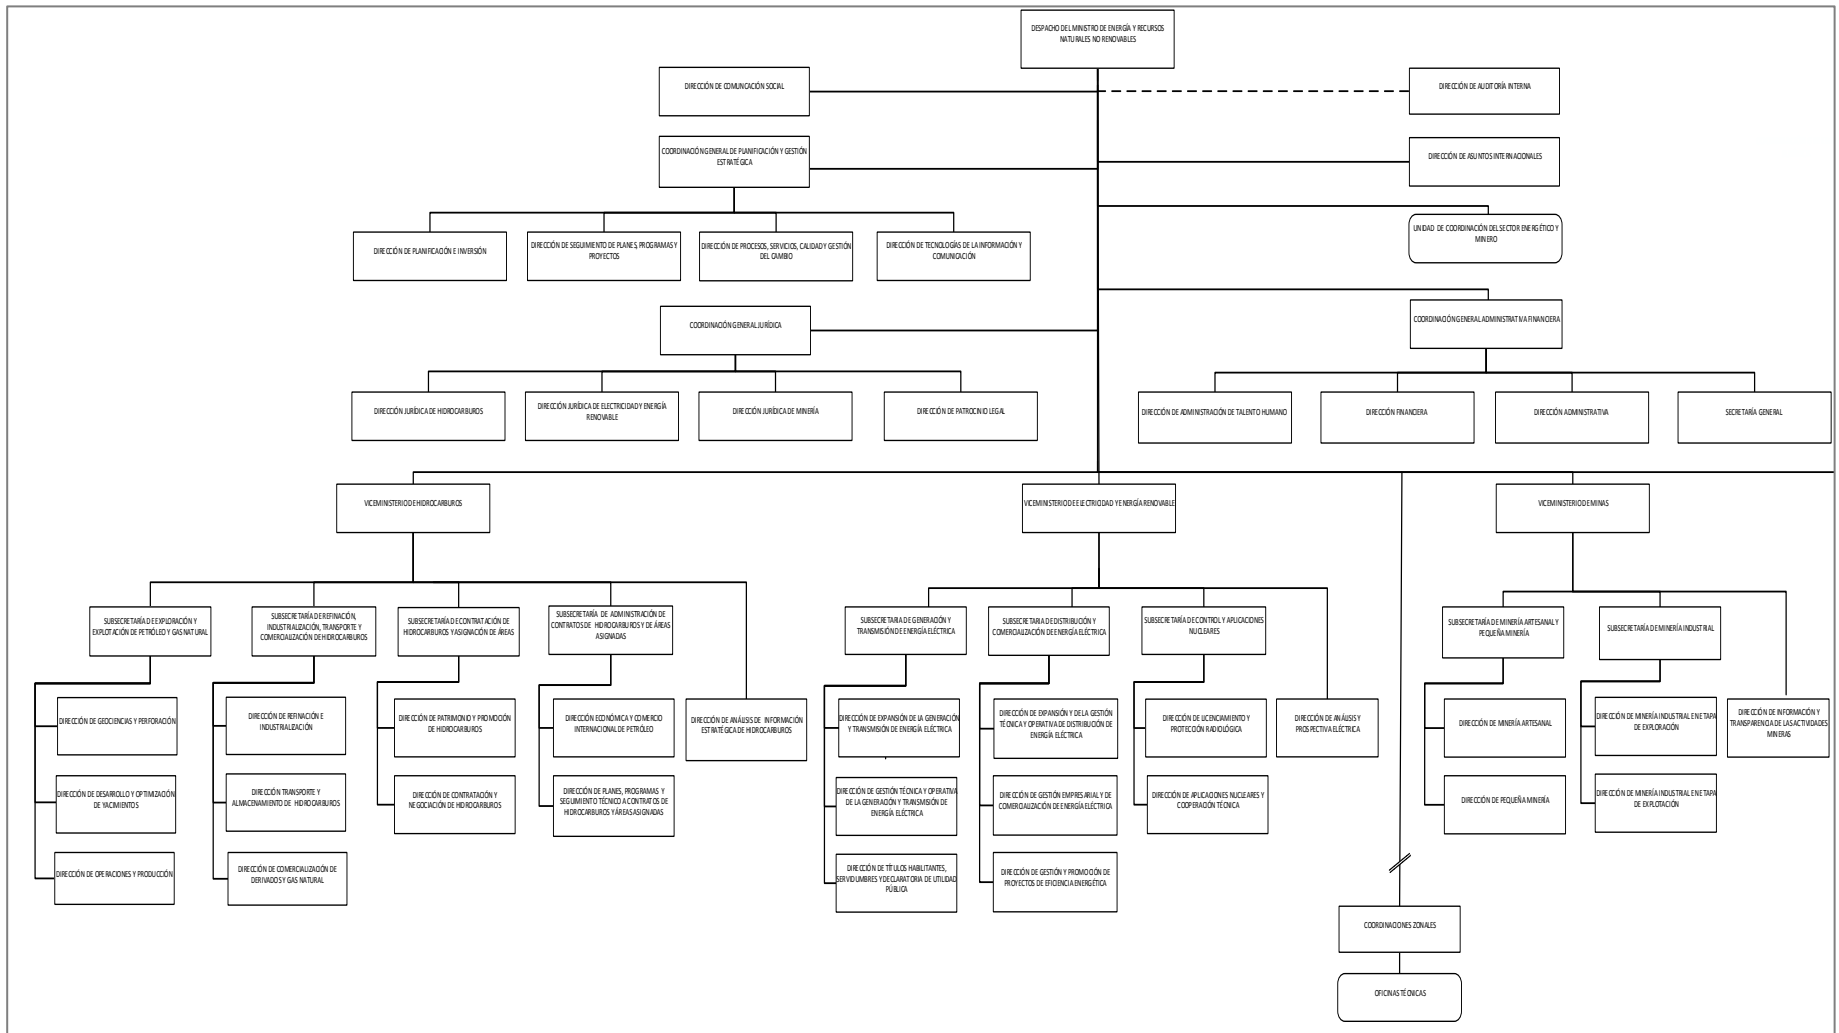 DESPACHO DEL MINISTRO DE ENERGÍA Y RECURSOS
NATURALES NO RENOVABLES
DIRECCIÓN DE COMUNCACIÓN SOCIAL
DIRECCIÓN DE AUDITORÍA INTERNA
COORDINACIÓN GENERAL DE PLANIFICACIÓN Y GESTIÓN
ESTRATÉGICA
DIRECCIÓN DE ASUNTOS INTERNACIONALES
UNIDAD DE COORDINACIÓN DEL SECTOR ENERGÉTICO Y
MINERO
DIRECCIÓN DE PLANIFICACIÓN E INVERSIÓN
DIRECCIÓN DE SEGUIMIENTO DE PLANES, PROGRAMAS Y
PROYECTOS
DIRECCIÓN DE PROCESOS, SERVICIOS, CALIDAD Y GESTIÓN
DEL CAMBIO
DIRECCIÓN DE TECNOLOGÍAS DE LA INFORMACIÓN Y
COMUNICACIÓN
COORDINACIÓN GENERAL JURÍDICA
COORDINACIÓN GENERAL ADMINISTRATIVA FINANCIERA
DIRECCIÓN JURÍDICA DE HIDROCARBUROS
DIRECCIÓN JURÍDICA DE ELECTRICIDAD Y ENERGÍA
RENOVABLE
DIRECCIÓN JURÍDICA DE MINERÍA
DIRECCIÓN DE PATROCINIO LEGAL
DIRECCIÓN DE ADMINISTRACIÓN DE TALENTO HUMANO
DIRECCIÓN FINANCIERA
DIRECCIÓN ADMINISTRATIVA
SECRETARÍA GENERAL
VICEMINISTERIO DE HIDROCARBUROS
VICEMINISTERIO DE ELECTRICIDAD Y ENERGÍA RENOVABLE
VICEMINISTERIO DE MINAS
SUBSECRETARÍA DE EXPLORACIÓN Y
EXPLOTACIÓN DE PETRÓLEO Y GAS NATURAL
SUBSECRETARÍA DE REFINACIÓN,
INDUSTRIALIZACIÓN, TRANSPORTE Y
COMERCIALIZACIÓN DE HIDROCARBUROS
SUBSECRETARÍA DE CONTRATACIÓN DE
HIDROCARBUROS Y ASIGNACIÓN DE ÁREAS
SUBSECRETARÍA DE ADMINISTRACIÓN DE
CONTRATOS DE HIDROCARBUROS Y DE ÁREAS
ASIGNADAS
SUBSECRETARIA DE GENERACIÓN Y
TRANSMISIÓN DE ENERGÍA ELÉCTRICA
SUBSECRETARIA DE DISTRIBUCIÓN Y
COMERCIALIZACIÓN DE ENERGÍA ELÉCTRICA
SUBSECRETARÍA DE CONTROL Y APLICACIONES
NUCLEARES
SUBSECRETARÍA DE MINERÍA ARTESANAL Y
PEQUEÑA MINERÍA
SUBSECRETARÍA DE MINERÍA INDUSTRIAL
DIRECCIÓN DE GEOCIENCIAS Y PERFORACIÓN
DIRECCIÓN DE REFINACIÓN E
INDUSTRIALIZACIÓN
DIRECCIÓN DE PATRIMONIO Y PROMOCIÓN
DE HIDROCARBUROS
DIRECCIÓN ECONÓMICA Y COMERCIO
INTERNACIONAL DE PETRÓLEO
DIRECCIÓN DE ANÁLISIS DE INFORMACIÓN
ESTRATÉGICA DE HIDROCARBUROS
DIRECCIÓN DE EXPANSIÓN DE LA GENERACIÓN
Y TRANSMISIÓN DE ENERGÍA ELÉCTRICA
DIRECCIÓN DE EXPANSIÓN Y DE LA GESTIÓN
TÉCNICA Y OPERATIVA DE DISTRIBUCIÓN DE
ENERGÍA ELÉCTRICA
DIRECCIÓN DE LICENCIAMIENTO Y
PROTECCIÓN RADIOLÓGICA
DIRECCIÓN DE ANÁLISIS Y
PROSPECTIVA ELÉCTRICA
DIRECCIÓN DE MINERÍA ARTESANAL
DIRECCIÓN DE MINERÍA INDUSTRIAL EN ETAPA
DE EXPLORACIÓN
DIRECCIÓN DE INFORMACIÓN Y
TRANSPARENCIA DE LAS ACTIVIDADES
MINERAS
DIRECCIÓN DE DESARROLLO Y OPTIMIZACIÓN
DE YACIMIENTOS
DIRECCIÓN TRANSPORTE Y
ALMACENAMIENTO DE HIDROCARBUROS
DIRECCIÓN DE CONTRATACIÓN Y
NEGOCIACIÓN DE HIDROCARBUROS
DIRECCIÓN DE PLANES, PROGRAMAS Y
SEGUIMIENTO TÉCNICO A CONTRATOS DE
HIDROCARBUROS Y ÁREAS ASIGNADAS
DIRECCIÓN DE GESTIÓN TÉCNICA Y OPERATIVA
DE LA GENERACIÓN Y TRANSMISIÓN DE
ENERGÍA ELÉCTRICA
DIRECCIÓN DE GESTIÓN EMPRESARIAL Y DE
COMERCIALIZACIÓN DE ENERGÍA ELÉCTRICA
DIRECCIÓN DE APLICACIONES NUCLEARES Y
COOPERACIÓN TÉCNICA
DIRECCIÓN DE PEQUEÑA MINERÍA
DIRECCIÓN DE MINERÍA INDUSTRIAL EN ETAPA
DE EXPLOTACIÓN
DIRECCIÓN DE OPERACIONES Y PRODUCCIÓN
DIRECCIÓN DE COMERCIALIZACIÓN DE
DERIVADOS Y GAS NATURAL
DIRECCIÓN DE TÍTULOS HABILITANTES,
SERVIDUMBRES Y DECLARATORIA DE UTILIDAD
PÚBLICA
DIRECCIÓN DE GESTIÓN Y PROMOCIÓN DE
PROYECTOS DE EFICIENCIA ENERGÉTICA
COORDINACIONES ZONALES
OFICINAS TÉCNICAS